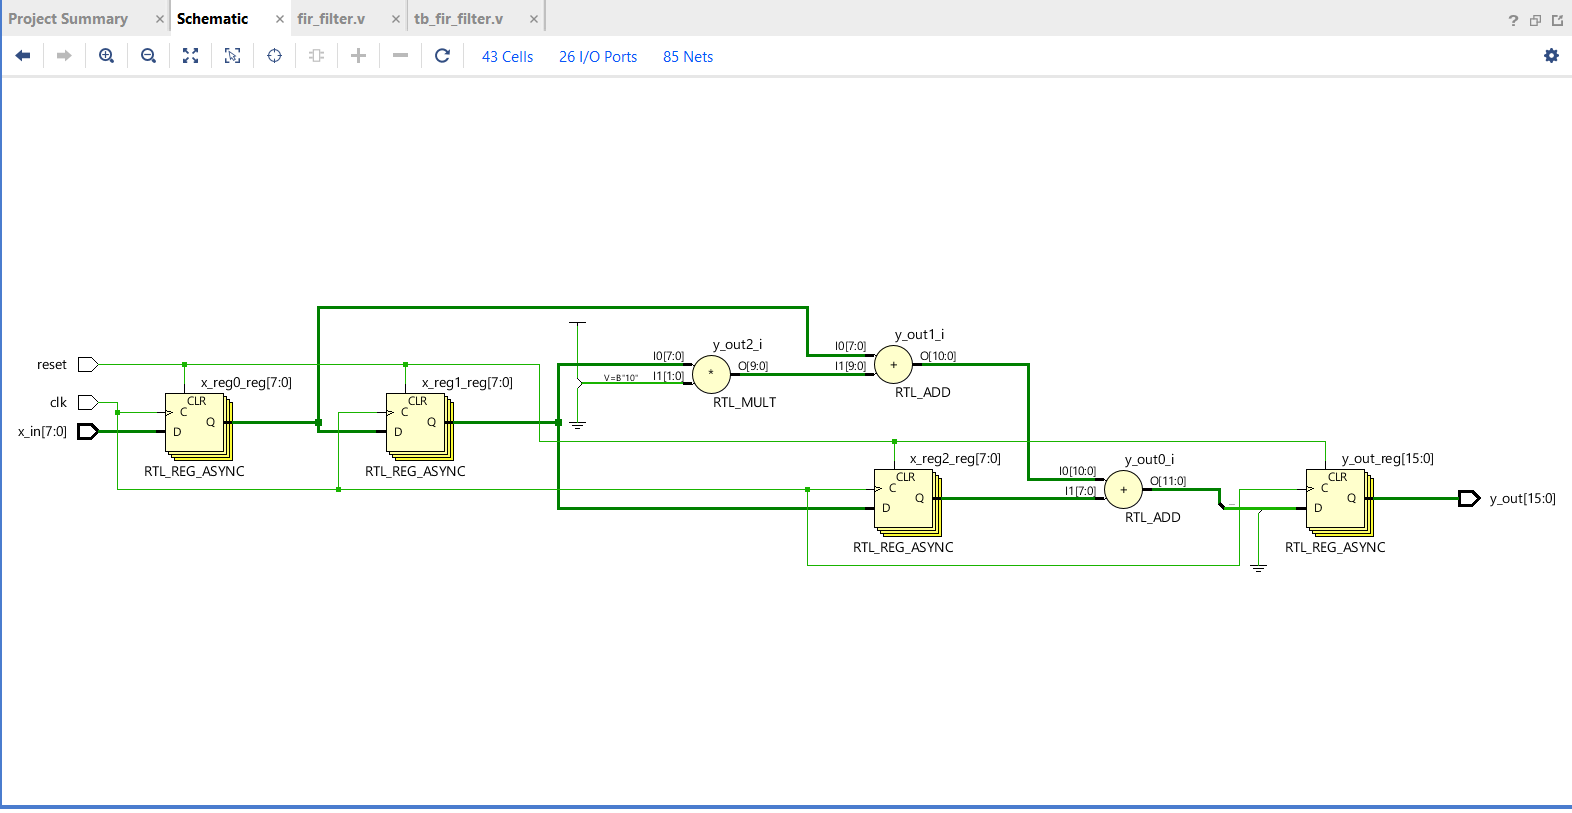 Project Summary × Schematic × fir_filter.v × tb_fir_filter.v × ?
43 Cells 26 I/O Ports 85 Nets
y_out1_i
y_out2_i
I0[7:0]
O[10:0]
I0[7:0]
reset
O[9:0]
I1[9:0]
+
*
V=B"10"
I1[1:0]
x_reg0_reg[7:0]
x_reg1_reg[7:0]
RTL_ADD
clk
CLR
CLR
RTL_MULT
C
C
Q
Q
x_in[7:0]
D
D
x_reg2_reg[7:0]
y_out0_i
y_out_reg[15:0]
RTL_REG_ASYNC
RTL_REG_ASYNC
I0[10:0]
CLR
O[11:0]
CLR
C
I1[7:0]
+
C
Q
Q
y_out[15:0]
D
D
RTL_ADD
RTL_REG_ASYNC
RTL_REG_ASYNC